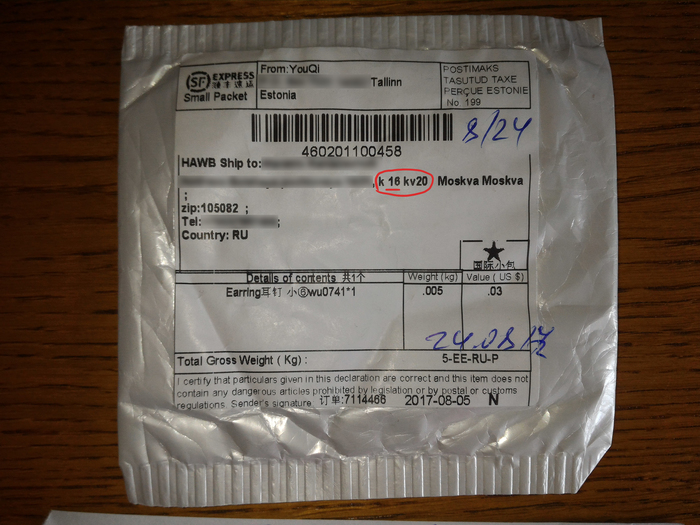 SF EXPRESS
Small Packet
From:YouQi
Tallinn
Estonia
POSTIMAKS
TASUTUD TAXE
PERÇUE ESTONIE
No. 199
8/24
460201100458
HAWB Ship to:
, k 16 kv20 Moskva Moskva
;
zip:105082 ;
Tel: ;
Country: RU
国际小包
Details of contents 共1个 Weight (kg) Value ( US $)
Earring耳钉 小⑥wu0741*1 .005 .03
24.08
Total Gross Weight ( Kg) : 5-EE-RU-P
I certify that particulars given in this declaration are correct and this item does not
contain any dangerous articles prohibited by legislation or by postal or customs
regulations. Sender's signature 订单:7114466 2017-08-05 N